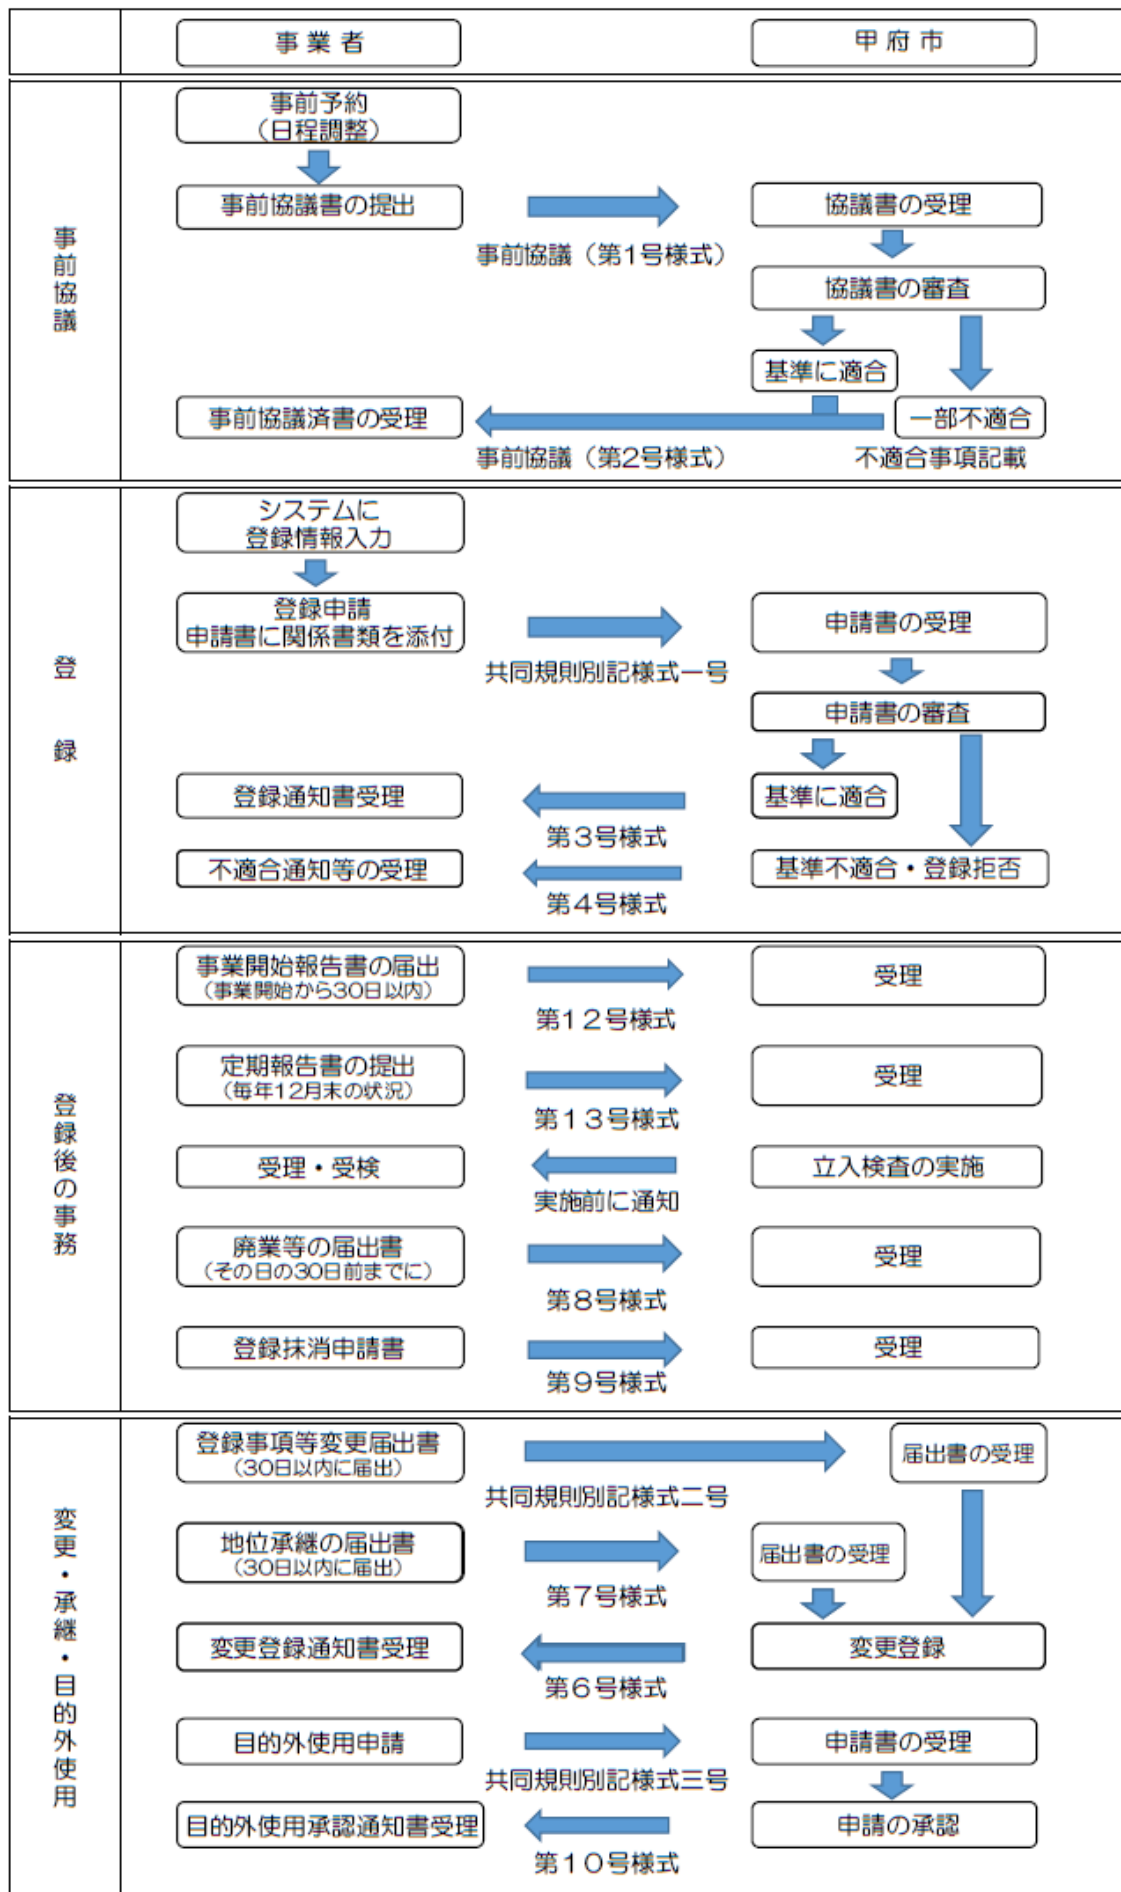 事業者
甲府市
事前協議
事前予約
（日程調整）
事前協議書の提出
協議書の受理
事前協議（第1号様式）
協議書の審査
基準に適合
事前協議済書の受理
一部不適合
事前協議（第2号様式）
不適合事項記載
登録
システムに
登録情報入力
登録申請
申請書に関係書類を添付
申請書の受理
共同規則別記様式一号
申請書の審査
登録通知書受理
基準に適合
第３号様式
不適合通知等の受理
基準不適合・登録拒否
第４号様式
登録後の事務
事業開始報告書の届出
（事業開始から30日以内）
受理
第１２号様式
定期報告書の提出
（毎年12月末の状況）
受理
第１３号様式
受理・受検
立入検査の実施
実施前に通知
廃業等の届出書
（その日の30日前までに）
受理
第８号様式
登録抹消申請書
受理
第９号様式
変更・承継・目的外使用
登録事項等変更届出書
（30日以内に届出）
届出書の受理
共同規則別記様式二号
地位承継の届出書
（30日以内に届出）
届出書の受理
第７号様式
変更登録通知書受理
変更登録
第６号様式
目的外使用申請
申請書の受理
共同規則別記様式三号
目的外使用承認通知書受理
申請の承認
第１０号様式